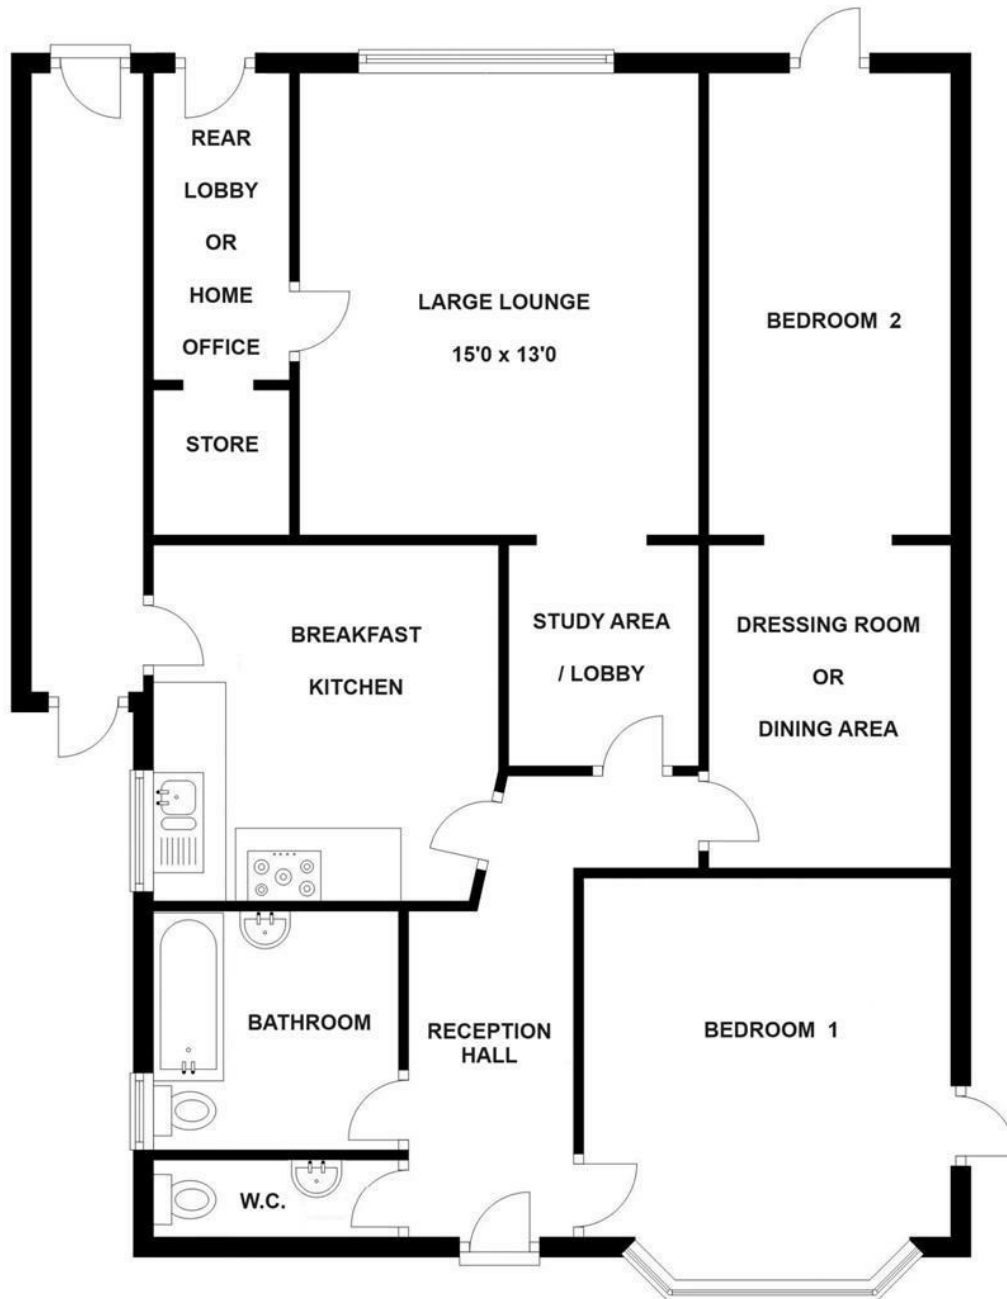 REAR
LOBBY
OR
HOME
OFFICE
STORE
LARGE LOUNGE
15'0 x 13'0
BEDROOM 2
BREAKFAST
KITCHEN
STUDY AREA
/ LOBBY
DRESSING ROOM
OR
DINING AREA
BATHROOM
RECEPTION
HALL
BEDROOM 1
W.C.